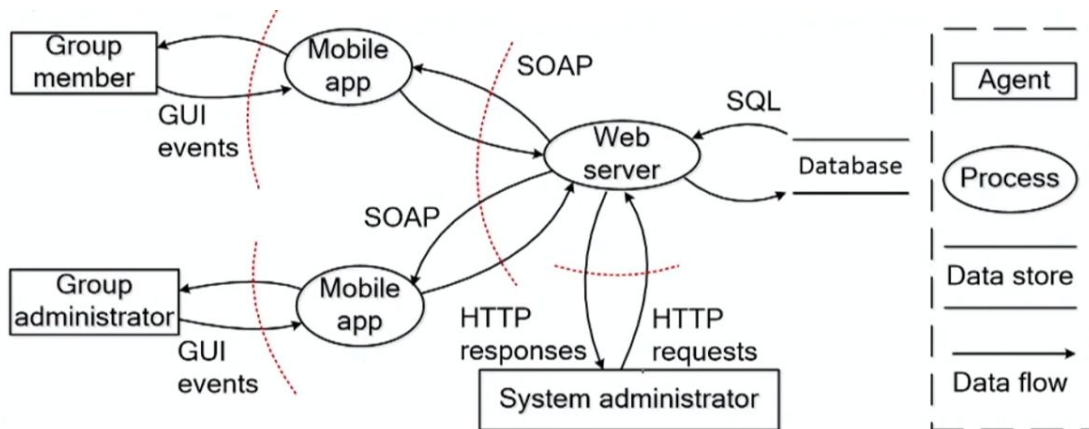 Group
member
GUI
events
Mobile
app
SOAP
Web
server
SQL
Database
SOAP
Group
administrator
GUI
events
Mobile
app
HTTP
responses
HTTP
requests
System administrator
Agent
Process
Data store
Data flow